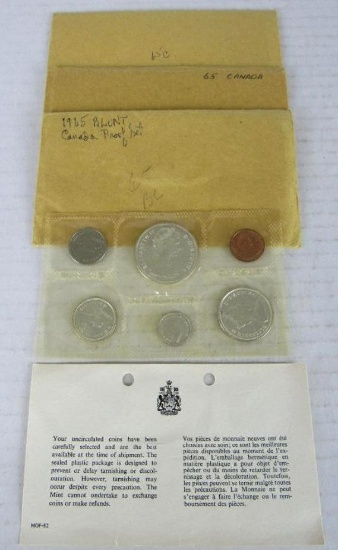 65 CANADA
1965 BLUNT
Canada Proof Set
65
Your uncirculated coins have been
carefully selected and are the best
available at the time of shipment. The
sealed plastic package is designed to
prevent or delay tarnishing or discol-
ouration. However, tarnishing may
occur despite every precaution. The
Mint cannot undertake to exchange
coins or make refunds.
Vos pièces de monnaie neuves ont été
choisies avec soin; ce sont les meilleures
pièces disponibles au moment de l'ex-
pédition. L'emballage hermétique en
matière plastique a pour objet d'em-
pêcher ou du moins de retarder le ter-
nissage et la décoloration. Toutefois,
les pièces peuvent se ternir malgré toutes
les précautions. La Monnaie ne peut
s'engager à faire l'échange ou le rem-
boursement des pièces.